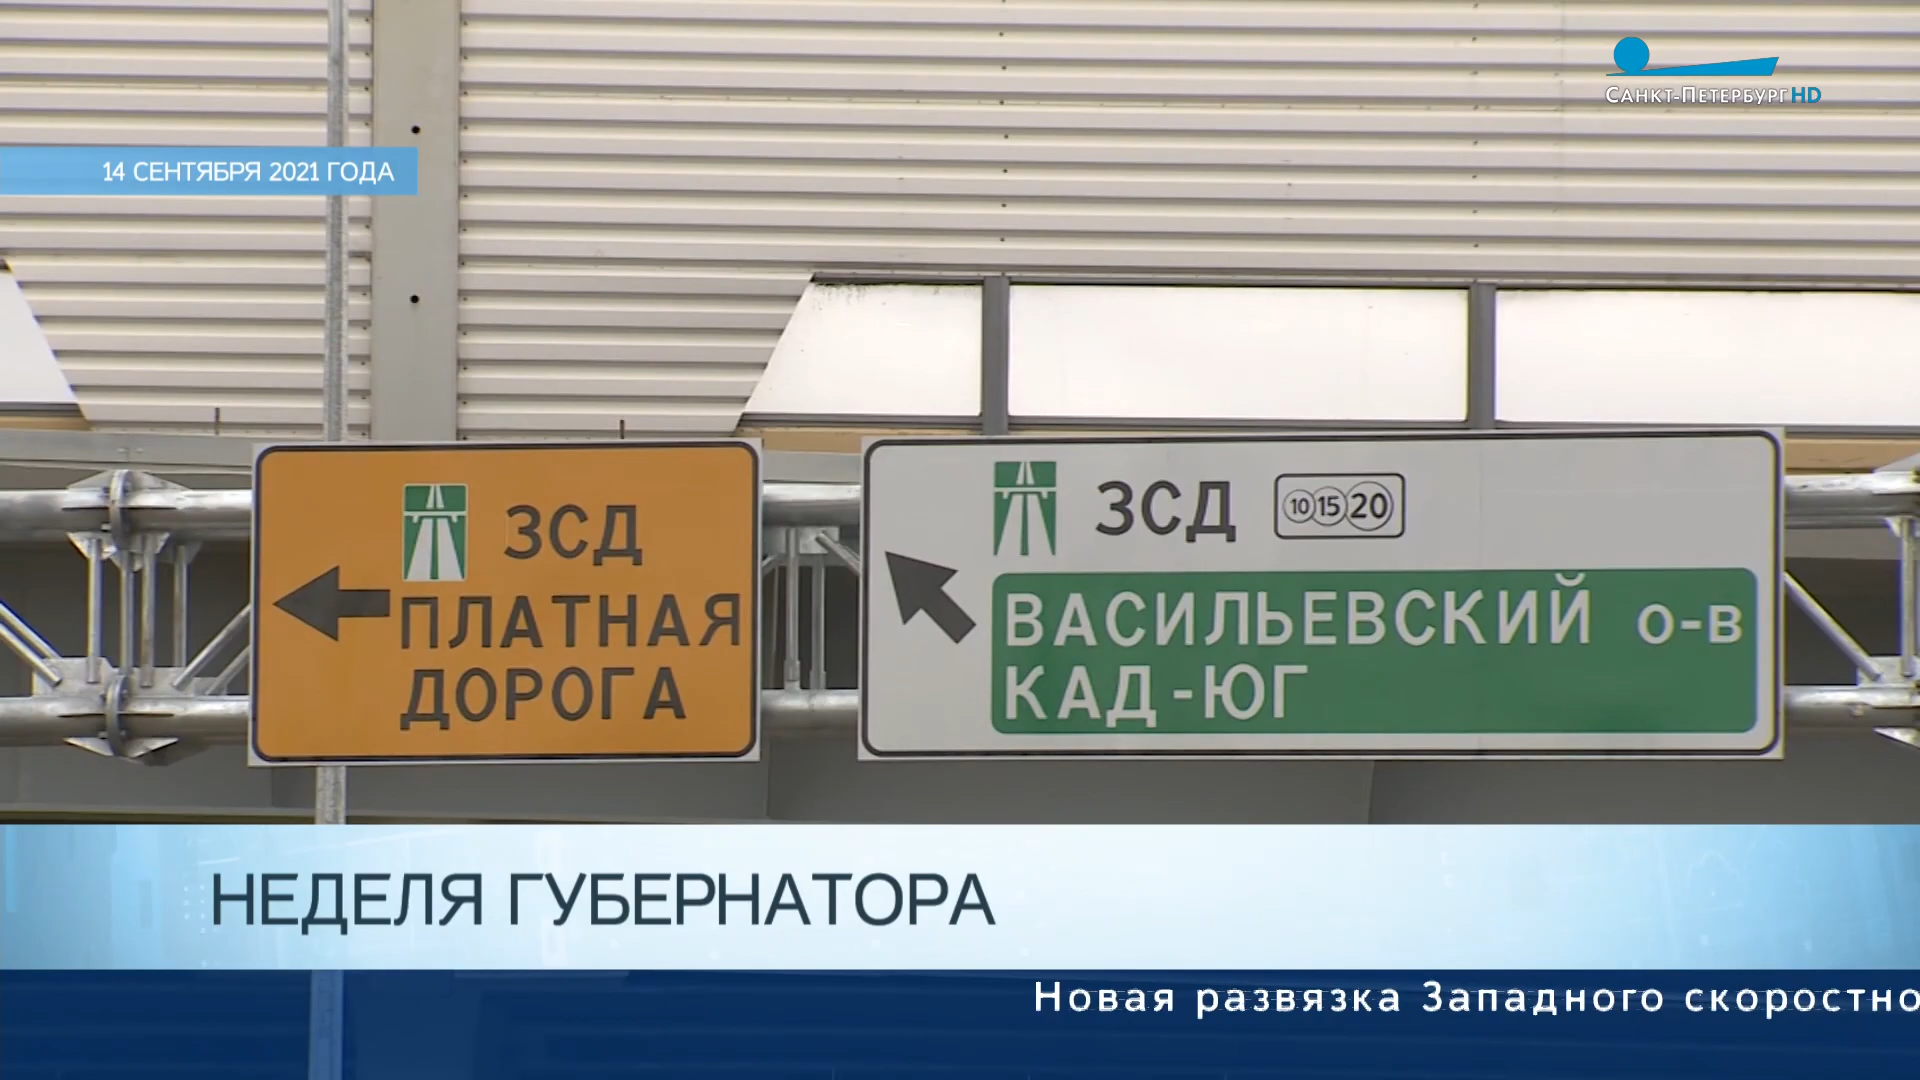 САНКТ-ПЕТЕРБУРГ HD
14 СЕНТЯБРЯ 2021 ГОДА
ЗСД
ПЛАТНАЯ
ДОРОГА
ЗСД 10 15 20
ВАСИЛЬЕВСКИЙ о-в
КАД-ЮГ
НЕДЕЛЯ ГУБЕРНАТОРА
Новая развязка Западного скоростно